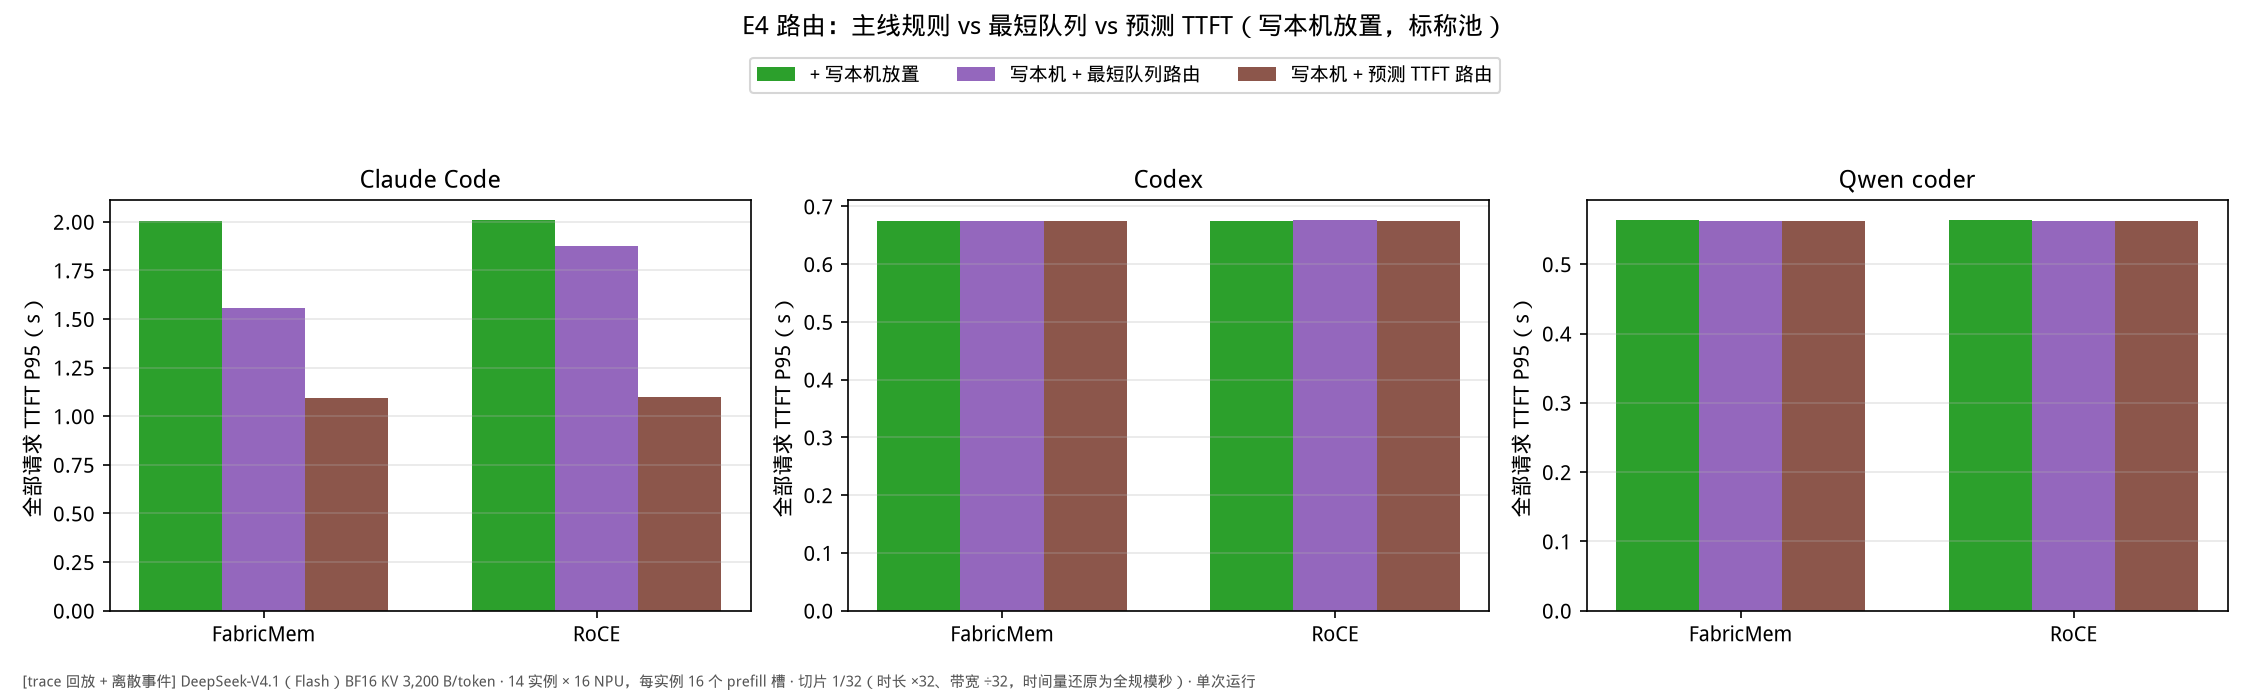 E4 路由：主线规则 vs 最短队列 vs 预测 TTFT（写本机放置，标称池）
+ 写本机放置
写本机 + 最短队列路由
写本机 + 预测 TTFT 路由
Claude Code
全部请求 TTFT P95（s）
2.00
1.75
1.50
1.25
1.00
0.75
0.50
0.25
0.00
FabricMem
RoCE
Codex
全部请求 TTFT P95（s）
0.7
0.6
0.5
0.4
0.3
0.2
0.1
0.0
FabricMem
RoCE
Qwen coder
全部请求 TTFT P95（s）
0.5
0.4
0.3
0.2
0.1
0.0
FabricMem
RoCE
[trace 回放 + 离散事件] DeepSeek-V4.1（Flash）BF16 KV 3,200 B/token · 14 实例 × 16 NPU，每实例 16 个 prefill 槽 · 切片 1/32（时长 ×32、带宽 ÷32，时间量还原为全规模秒）· 单次运行